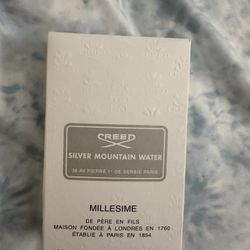 CREED
SILVER MOUNTAIN WATER
38 AV. PIERRE 1er DE SERBIE PARIS
MILLESIME
DE PÈRE EN FILS
MAISON FONDÉE À LONDRES EN 1760
ÉTABLIE À PARIS EN 1854